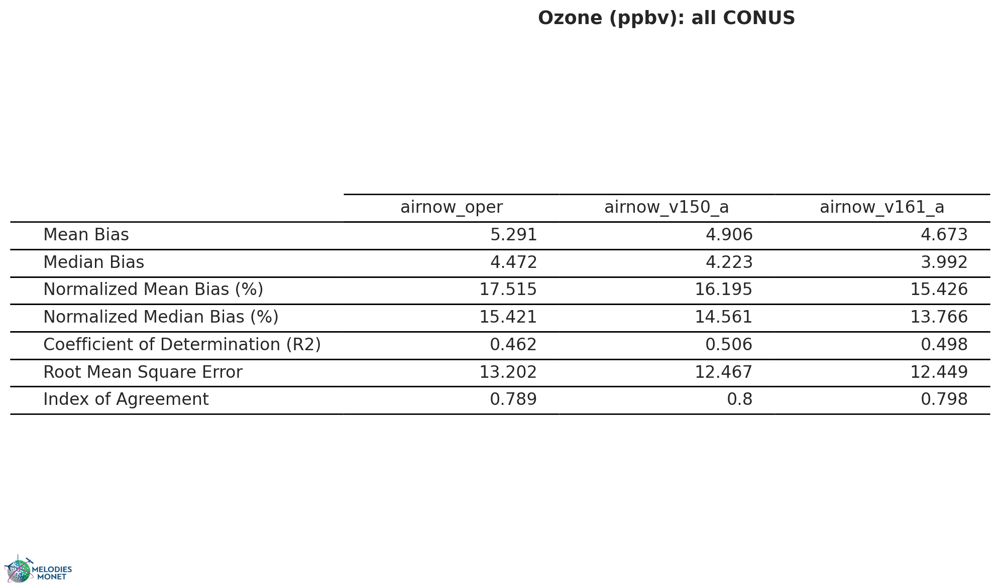 Ozone (ppbv): all CONUS
airnow_oper airnow_v150_a airnow_v161_a
Mean Bias 5.291 4.906 4.673
Median Bias 4.472 4.223 3.992
Normalized Mean Bias (%) 17.515 16.195 15.426
Normalized Median Bias (%) 15.421 14.561 13.766
Coefficient of Determination (R2) 0.462 0.506 0.498
Root Mean Square Error 13.202 12.467 12.449
Index of Agreement 0.789 0.8 0.798
MELODIES
MONET